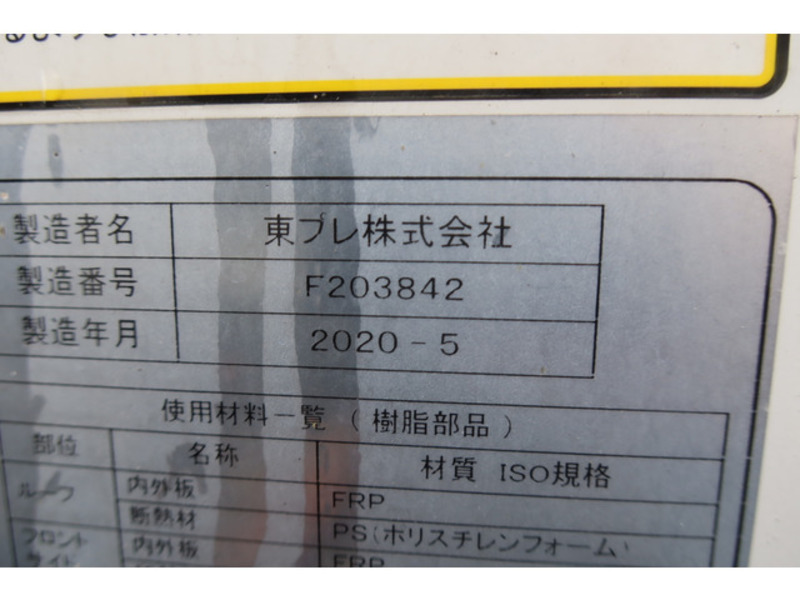 製造者名 東プレ株式会社
製造番号 F203842
製造年月 2020-5
使用材料一覧（樹脂部品）
部位 名称 材質 ISO規格
ルーフ 内外板 FRP
断熱材 PS(ポリスチレンフォーム)
フロント 内外板 FRP
サイド